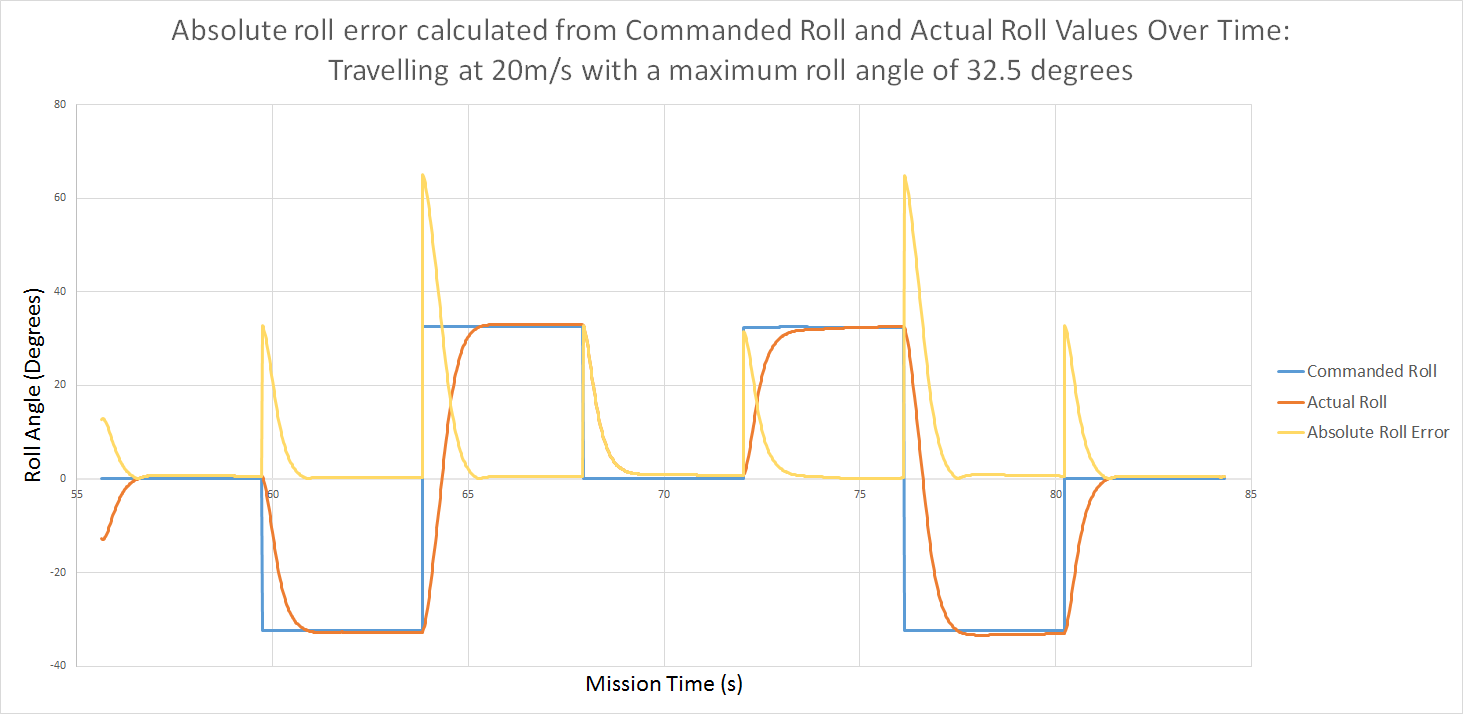 Absolute roll error calculated from Commanded Roll and Actual Roll Values Over Time:
Travelling at 20m/s with a maximum roll angle of 32.5 degrees
80
60
40
20
0
-20
-40
55
60
65
70
75
80
85
Roll Angle (Degrees)
Mission Time (s)
Commanded Roll
Actual Roll
Absolute Roll Error